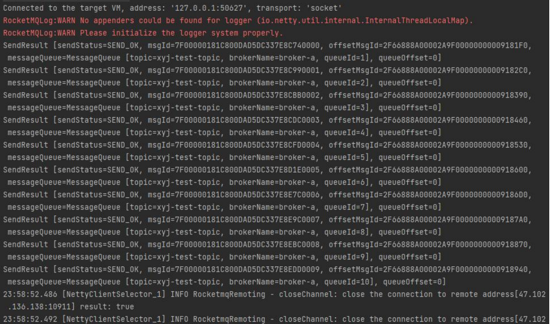 Connected to the target VM, address: '127.0.0.1:50627', transport: 'socket'
RocketMQLog:WARN No appenders could be found for logger (io.netty.util.internal.InternalThreadLocalMap).
RocketMQLog:WARN Please initialize the logger system properly.
SendResult [sendStatus=SEND_OK, msgId=7F00000181C800DAD5DC337E8C740000, offsetMsgId=2F66888A00002A9F00000000009181F0,
messageQueue=MessageQueue [topic=xyj-test-topic, brokerName=broker-a, queueId=1], queueOffset=0]
SendResult [sendStatus=SEND_OK, msgId=7F00000181C800DAD5DC337E8C990001, offsetMsgId=2F66888A00002A9F00000000009182C0,
messageQueue=MessageQueue [topic=xyj-test-topic, brokerName=broker-a, queueId=2], queueOffset=0]
SendResult [sendStatus=SEND_OK, msgId=7F00000181C800DAD5DC337E8CBB0002, offsetMsgId=2F66888A00002A9F0000000000918390,
messageQueue=MessageQueue [topic=xyj-test-topic, brokerName=broker-a, queueId=3], queueOffset=0]
SendResult [sendStatus=SEND_OK, msgId=7F00000181C800DAD5DC337E8CDC0003, offsetMsgId=2F66888A00002A9F0000000000918460,
messageQueue=MessageQueue [topic=xyj-test-topic, brokerName=broker-a, queueId=4], queueOffset=0]
SendResult [sendStatus=SEND_OK, msgId=7F00000181C800DAD5DC337E8CFD0004, offsetMsgId=2F66888A00002A9F0000000000918530,
messageQueue=MessageQueue [topic=xyj-test-topic, brokerName=broker-a, queueId=5], queueOffset=0]
SendResult [sendStatus=SEND_OK, msgId=7F00000181C800DAD5DC337E8D1E0005, offsetMsgId=2F66888A00002A9F0000000000918600,
messageQueue=MessageQueue [topic=xyj-test-topic, brokerName=broker-a, queueId=6], queueOffset=0]
SendResult [sendStatus=SEND_OK, msgId=7F00000181C800DAD5DC337E8E7C0006, offsetMsgId=2F66888A00002A9F00000000009186D0,
messageQueue=MessageQueue [topic=xyj-test-topic, brokerName=broker-a, queueId=7], queueOffset=0]
SendResult [sendStatus=SEND_OK, msgId=7F00000181C800DAD5DC337E8E9C0007, offsetMsgId=2F66888A00002A9F00000000009187A0,
messageQueue=MessageQueue [topic=xyj-test-topic, brokerName=broker-a, queueId=8], queueOffset=0]
SendResult [sendStatus=SEND_OK, msgId=7F00000181C800DAD5DC337E8EBC0008, offsetMsgId=2F66888A00002A9F0000000000918870,
messageQueue=MessageQueue [topic=xyj-test-topic, brokerName=broker-a, queueId=9], queueOffset=0]
SendResult [sendStatus=SEND_OK, msgId=7F00000181C800DAD5DC337E8EDD0009, offsetMsgId=2F66888A00002A9F0000000000918940,
messageQueue=MessageQueue [topic=xyj-test-topic, brokerName=broker-a, queueId=10], queueOffset=0]
23:58:52.486 [NettyClientSelector_1] INFO RocketmqRemoting - closeChannel: close the connection to remote address[47.102
.136.138:10911] result: true
23:58:52.492 [NettyClientSelector_1] INFO RocketmqRemoting - closeChannel: close the connection to remote address[47.102